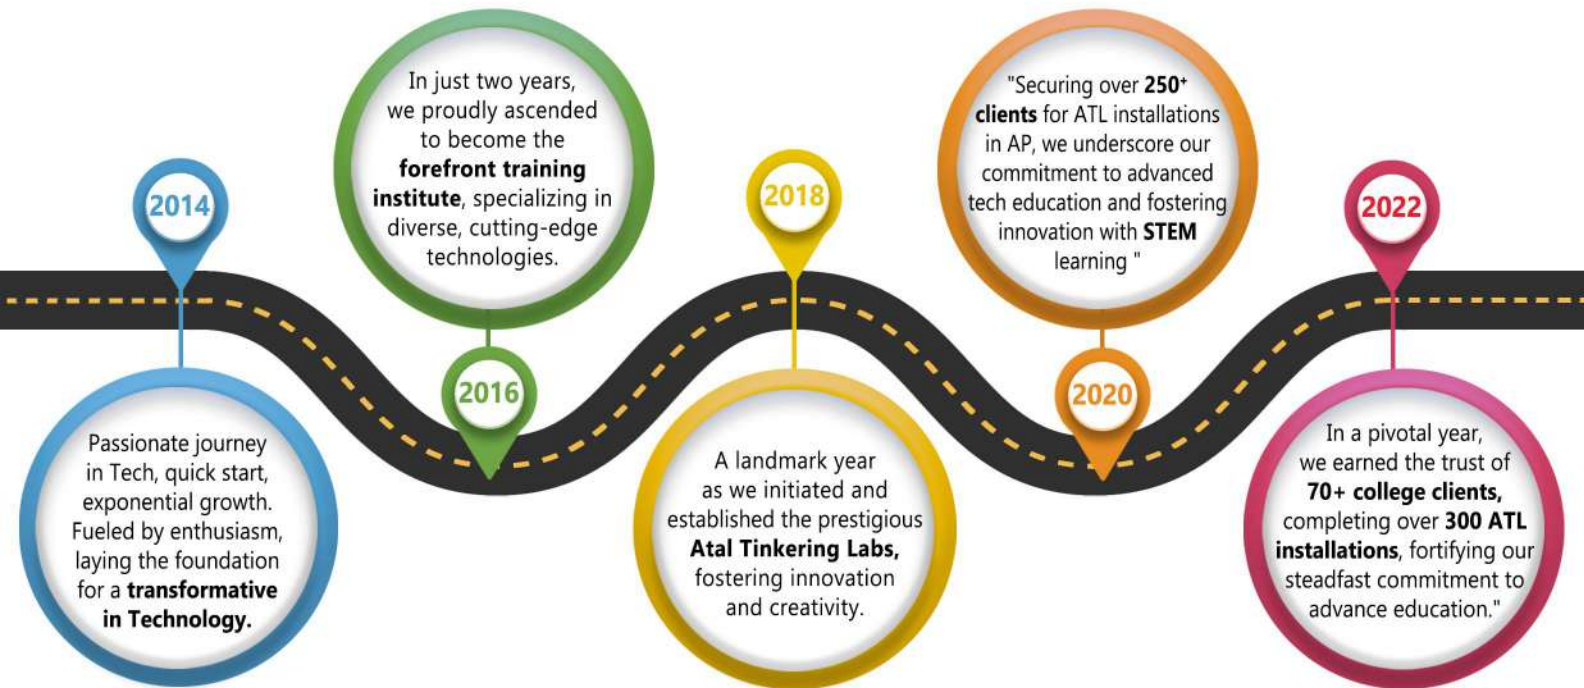 2014
Passionate journey
in Tech, quick start,
exponential growth.
Fueled by enthusiasm,
laying the foundation
for a transformative
in Technology.
In just two years,
we proudly ascended
to become the
forefront training
institute, specializing in
diverse, cutting-edge
technologies.
2016
2018
A landmark year
as we initiated and
established the prestigious
Atal Tinkering Labs,
fostering innovation
and creativity.
"Securing over 250+
clients for ATL installations
in AP, we underscore our
commitment to advanced
tech education and fostering
innovation with STEM
learning "
2020
2022
In a pivotal year,
we earned the trust of
70+ college clients,
completing over 300 ATL
installations, fortifying our
steadfast commitment to
advance education."